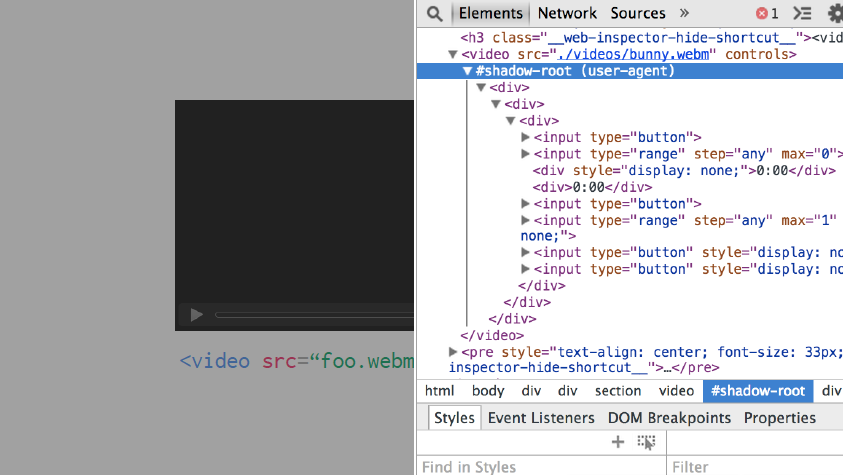 Elements Network Sources » 1
<h3 class="__web-inspector-hide-shortcut__"><vid
<video src="./videos/bunny.webm" controls>
#shadow-root (user-agent)
<div>
<div>
<div>
<input type="button">
<input type="range" step="any" max="0">
<div style="display: none;">0:00</div>
<div>0:00</div>
<input type="button">
<input type="range" step="any" max="1"
none;">
<input type="button" style="display: no
<input type="button" style="display: no
</div>
</div>
</div>
</video>
<video src=“foo.webm
<pre style="text-align: center; font-size: 33px;
inspector-hide-shortcut__">…</pre>
html body div div section video #shadow-root div
Styles Event Listeners DOM Breakpoints Properties
Find in Styles Filter